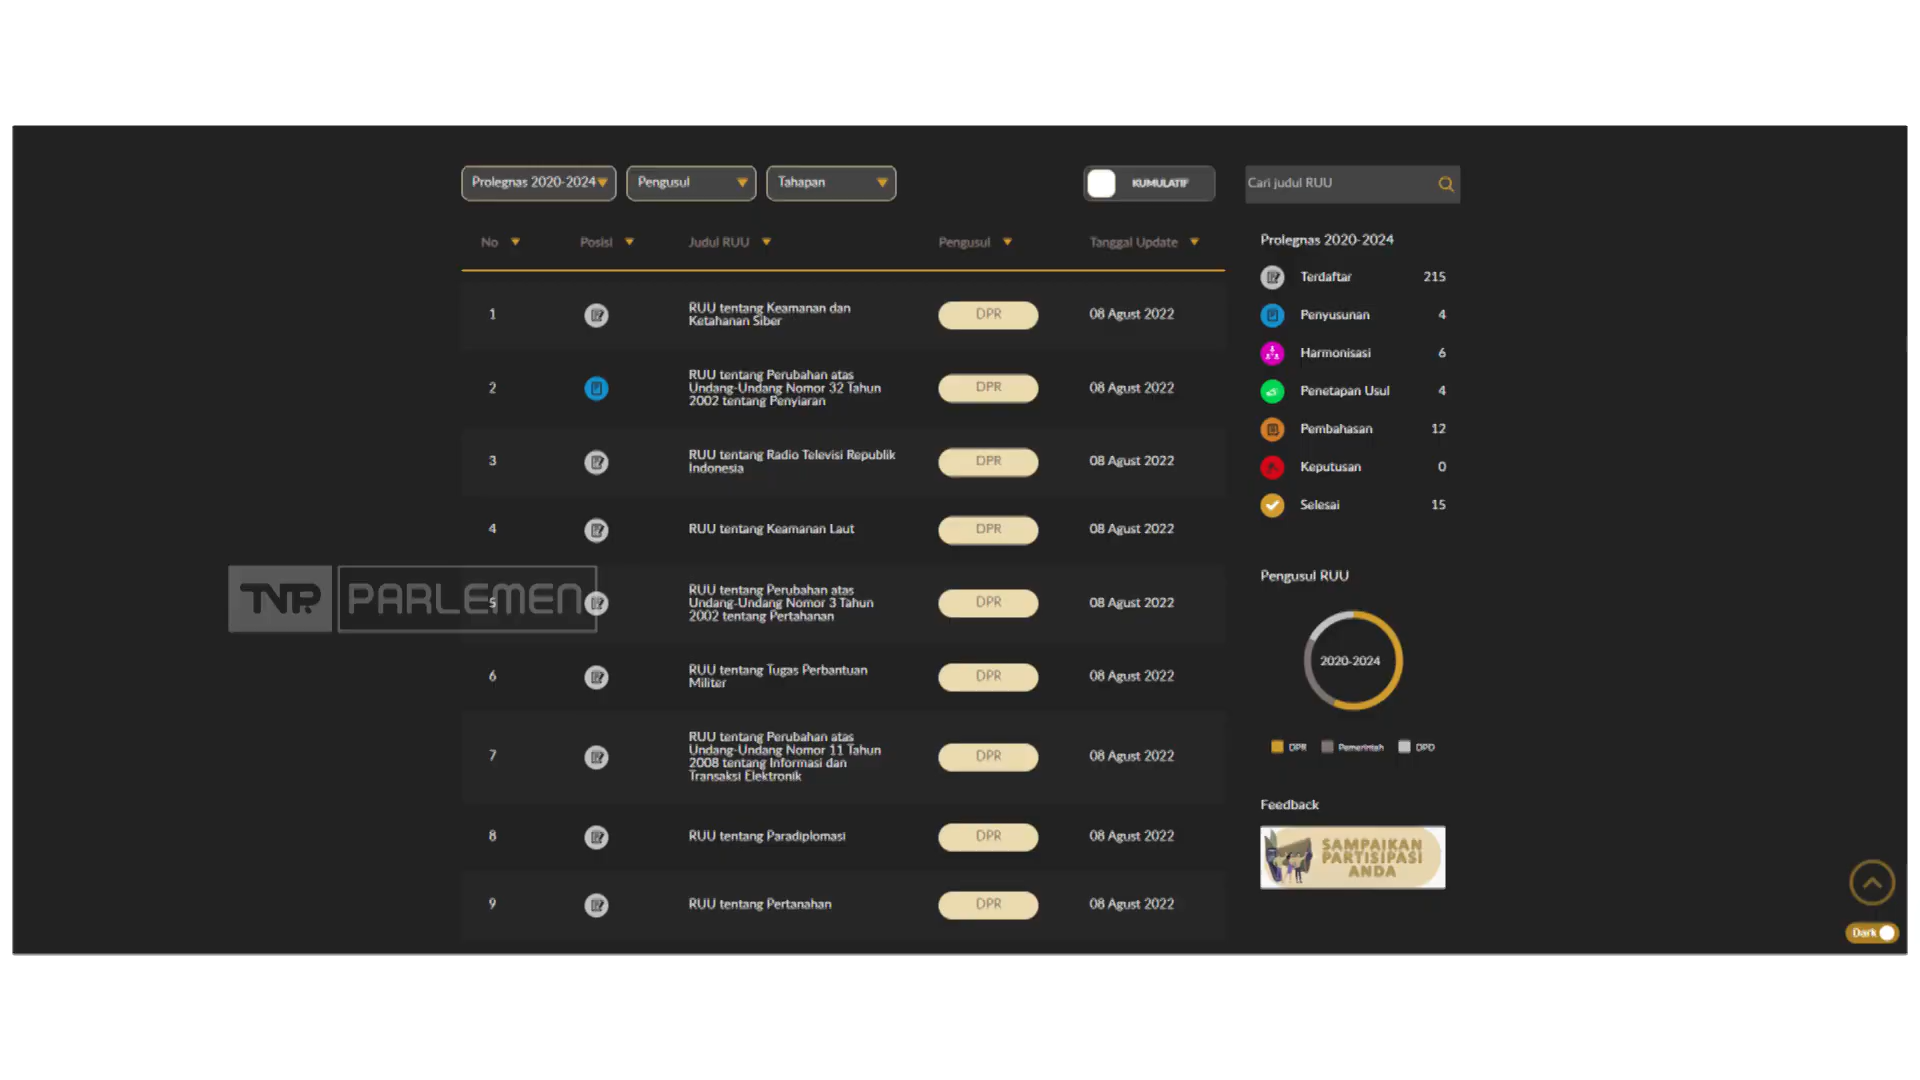 Prolegnas 2020-2024
Pengusul
Tahapan
KUMULATIF
Cari judul RUU
No
Posisi
Judul RUU
Pengusul
Tanggal Update
1
RUU tentang Keamanan dan
Ketahanan Siber
DPR
08 Agust 2022
2
RUU tentang Perubahan atas
Undang-Undang Nomor 32 Tahun
2002 tentang Penyiaran
DPR
08 Agust 2022
3
RUU tentang Radio Televisi Republik
Indonesia
DPR
08 Agust 2022
4
RUU tentang Keamanan Laut
DPR
08 Agust 2022
TVR PARLEMEN
5
RUU tentang Perubahan atas
Undang-Undang Nomor 3 Tahun
2002 tentang Pertahanan
DPR
08 Agust 2022
6
RUU tentang Tugas Perbantuan
Militer
DPR
08 Agust 2022
7
RUU tentang Perubahan atas
Undang-Undang Nomor 11 Tahun
2008 tentang Informasi dan
Transaksi Elektronik
DPR
08 Agust 2022
8
RUU tentang Paradiplomasi
DPR
08 Agust 2022
9
RUU tentang Pertanahan
DPR
08 Agust 2022
Prolegnas 2020-2024
Terdaftar 215
Penyusunan 4
Harmonisasi 6
Penetapan Usul 4
Pembahasan 12
Keputusan 0
Selesai 15
Pengusul RUU
2020-2024
DPR
Pemerintah
DPD
Feedback
SAMPAIKAN
PARTISIPASI
ANDA
Dark